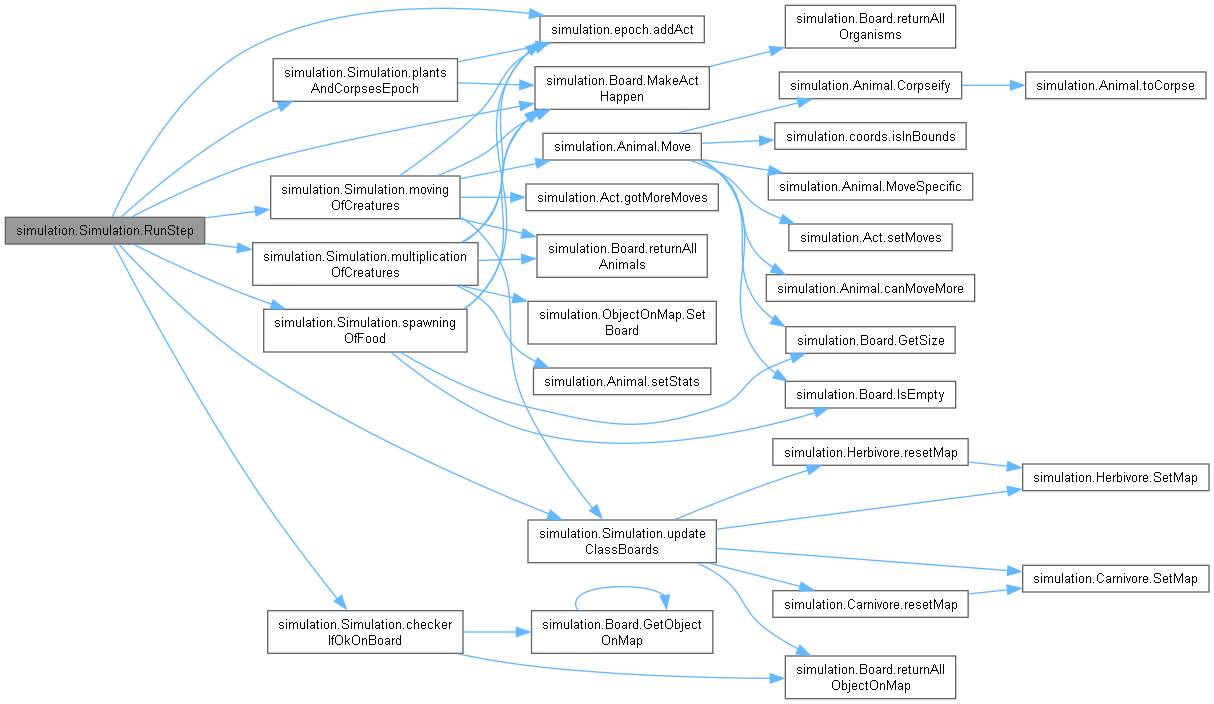 simulation.Simulation.RunStep
simulation.Simulation.plants
AndCorpsesEpoch
simulation.Simulation.moving
OfCreatures
simulation.Simulation.multiplication
OfCreatures
simulation.Simulation.spawning
OfFood
simulation.Simulation.checker
IfOkOnBoard
simulation.epoch.addAct
simulation.Board.MakeAct
Happen
simulation.Animal.Move
simulation.Act.gotMoreMoves
simulation.Board.returnAll
Animals
simulation.ObjectOnMap.Set
Board
simulation.Animal.setStats
simulation.Simulation.update
ClassBoards
simulation.Board.GetObject
OnMap
simulation.Board.returnAll
Organisms
simulation.Animal.Corpseify
simulation.coords.isInBounds
simulation.Animal.MoveSpecific
simulation.Act.setMoves
simulation.Animal.canMoveMore
simulation.Board.GetSize
simulation.Board.IsEmpty
simulation.Herbivore.resetMap
simulation.Carnivore.resetMap
simulation.Board.returnAll
ObjectOnMap
simulation.Animal.toCorpse
simulation.Herbivore.SetMap
simulation.Carnivore.SetMap